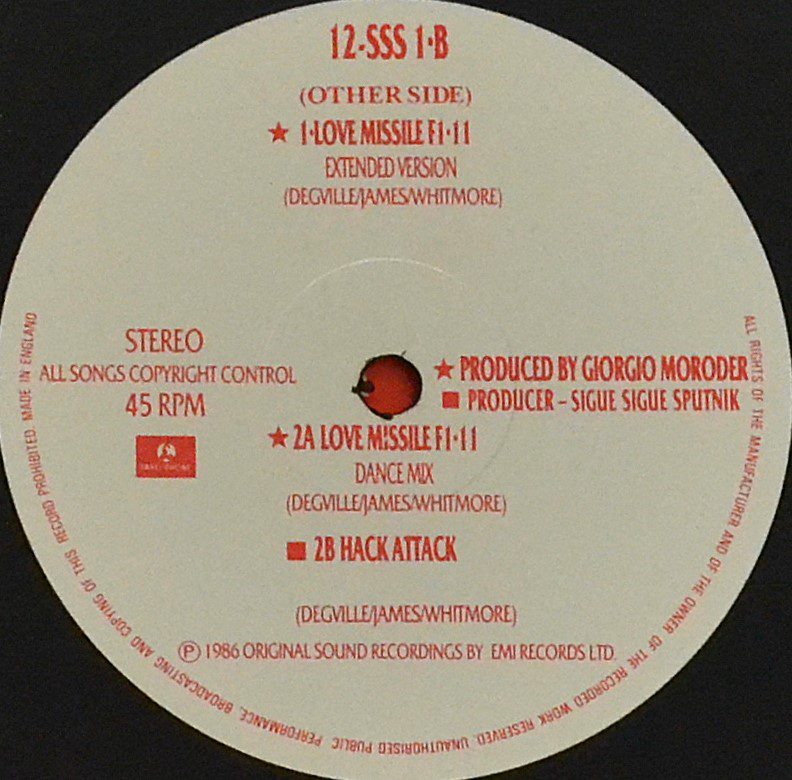 12·SSS 1·B
(OTHER SIDE)
★ 1·LOVE MISSILE F1·11
EXTENDED VERSION
(DEGVILLE/JAMES/WHITMORE)
STEREO
ALL SONGS COPYRIGHT CONTROL
45 RPM
★ PRODUCED BY GIORGIO MORODER
■ PRODUCER – SIGUE SIGUE SPUTNIK
PARLOPHONE
★ 2A LOVE MISSILE F1·11
DANCE MIX
(DEGVILLE/JAMES/WHITMORE)
■ 2B HACK ATTACK
(DEGVILLE/JAMES/WHITMORE)
Ⓟ 1986 ORIGINAL SOUND RECORDINGS BY EMI RECORDS LTD.
ALL RIGHTS OF THE MANUFACTURER AND OF THE OWNER OF THE RECORDED WORK RESERVED. UNAUTHORISED PUBLIC PERFORMANCE, BROADCASTING AND COPYING OF THIS RECORD PROHIBITED. MADE IN ENGLAND